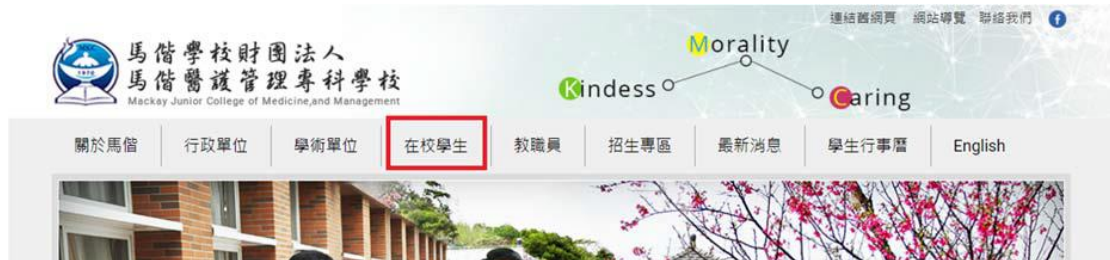 連結舊網頁 網站導覽 聯絡我們 f
馬偕學校財團法人
馬偕醫護管理專科學校
Mackay Junior College of Medicine,and Management
Morality
Kindess
Caring
關於馬偕 行政單位 學術單位 在校學生 教職員 招生專區 最新消息 學生行事曆 English